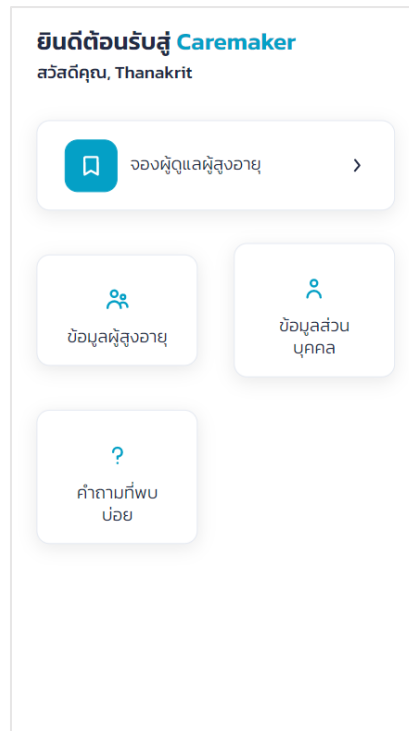 ยินดีต้อนรับสู่ Caremaker
สวัสดีคุณ, Thanakrit
จองผู้ดูแลผู้สูงอายุ
ข้อมูลผู้สูงอายุ
ข้อมูลส่วน
บุคคล
คำถามที่พบ
บ่อย